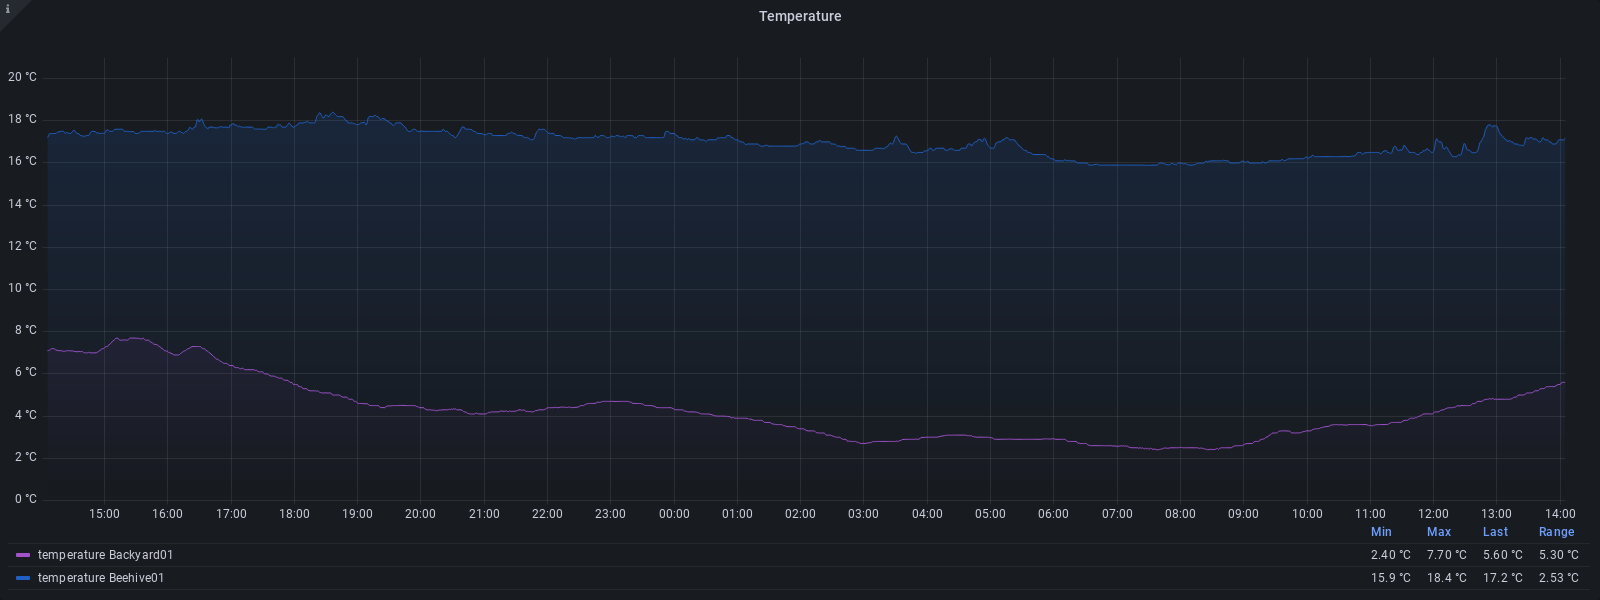 i
Temperature
20 °C
18 °C
16 °C
14 °C
12 °C
10 °C
8 °C
6 °C
4 °C
2 °C
0 °C
15:00 16:00 17:00 18:00 19:00 20:00 21:00 22:00 23:00 00:00 01:00 02:00 03:00 04:00 05:00 06:00 07:00 08:00 09:00 10:00 11:00 12:00 13:00 14:00
Min Max Last Range
temperature Backyard01 2.40 °C 7.70 °C 5.60 °C 5.30 °C
temperature Beehive01 15.9 °C 18.4 °C 17.2 °C 2.53 °C